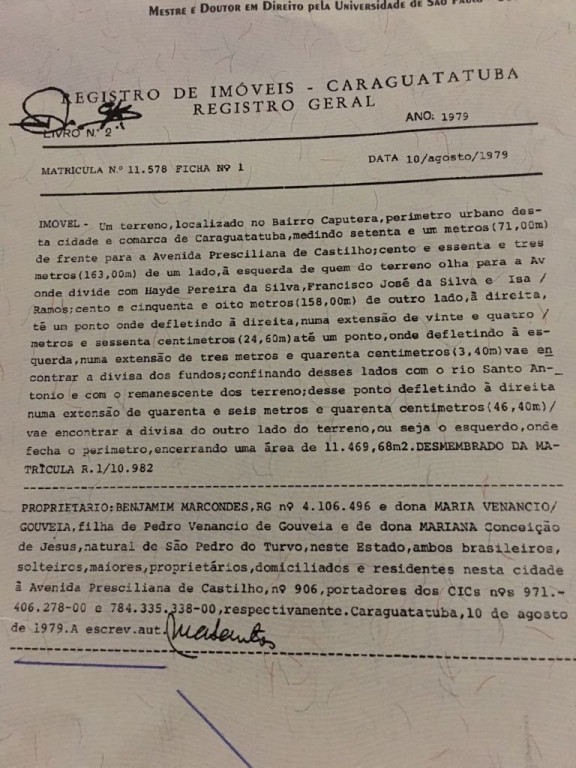 MESTRE E DOUTOR EM DIREITO PELA UNIVERSIDADE DE SÃO PAULO
REGISTRO DE IMÓVEIS - CARAGUATATUBA
REGISTRO GERAL
LIVRO N.º 2
ANO: 1979
MATRÍCULA N.º 11.578 FICHA Nº 1
DATA 10/agosto/1979
IMOVEL - Um terreno,localizado no Bairro Caputera,perimetro urbano des-
ta cidade e comarca de Caraguatatuba,medindo setenta e um metros(71,00m)
de frente para a Avenida Presciliana de Castilho;cento e essenta e tres
metros(163,00m) de um lado,à esquerda de quem do terreno olha para a Av
onde divide com Hayde Pereira da Silva,Francisco José da Silva e Isa /
Ramos;cento e cinquenta e oito metros(158,00m) de outro lado,à direita,
té um ponto onde defletindo à direita,numa extensão de vinte e quatro /
metros e sessenta centimetros(24,60m)até um ponto,onde defletindo à es-
querda,numa extensão de tres metros e quarenta centimetros(3,40m)vae en
contrar a divisa dos fundos;confinando desses lados com o rio Santo An-
tonio e com o remanescente dos terreno;desse ponto defletindo à direita
numa extensão de quarenta e seis metros e quarenta centimetros(46,40m)/
vae encontrar a divisa do outro lado do terreno,ou seja o esquerdo,onde
fecha o perimetro,encerrando uma área de 11.469,68m2.DESMEMBRADO DA MA-
TRÍCULA R.1/10.982
PROPRIETARIO:BENJAMIM MARCONDES,RG nº 4.106.496 e dona MARIA VENANCIO/
GOUVEIA,filha de Pedro Venancio de Gouveia e de dona MARIANA Conceição
de Jesus,natural de São Pedro do Turvo,neste Estado,ambos brasileiros,
solteiros,maiores,proprietários,domiciliados e residentes nesta cidade
à Avenida Presciliana de Castilho,nº 906,portadores dos CICs nºs 971.-
406.278-00 e 784.335.338-00,respectivamente.Caraguatatuba,10 de agosto
de 1979.A escrev.aut.